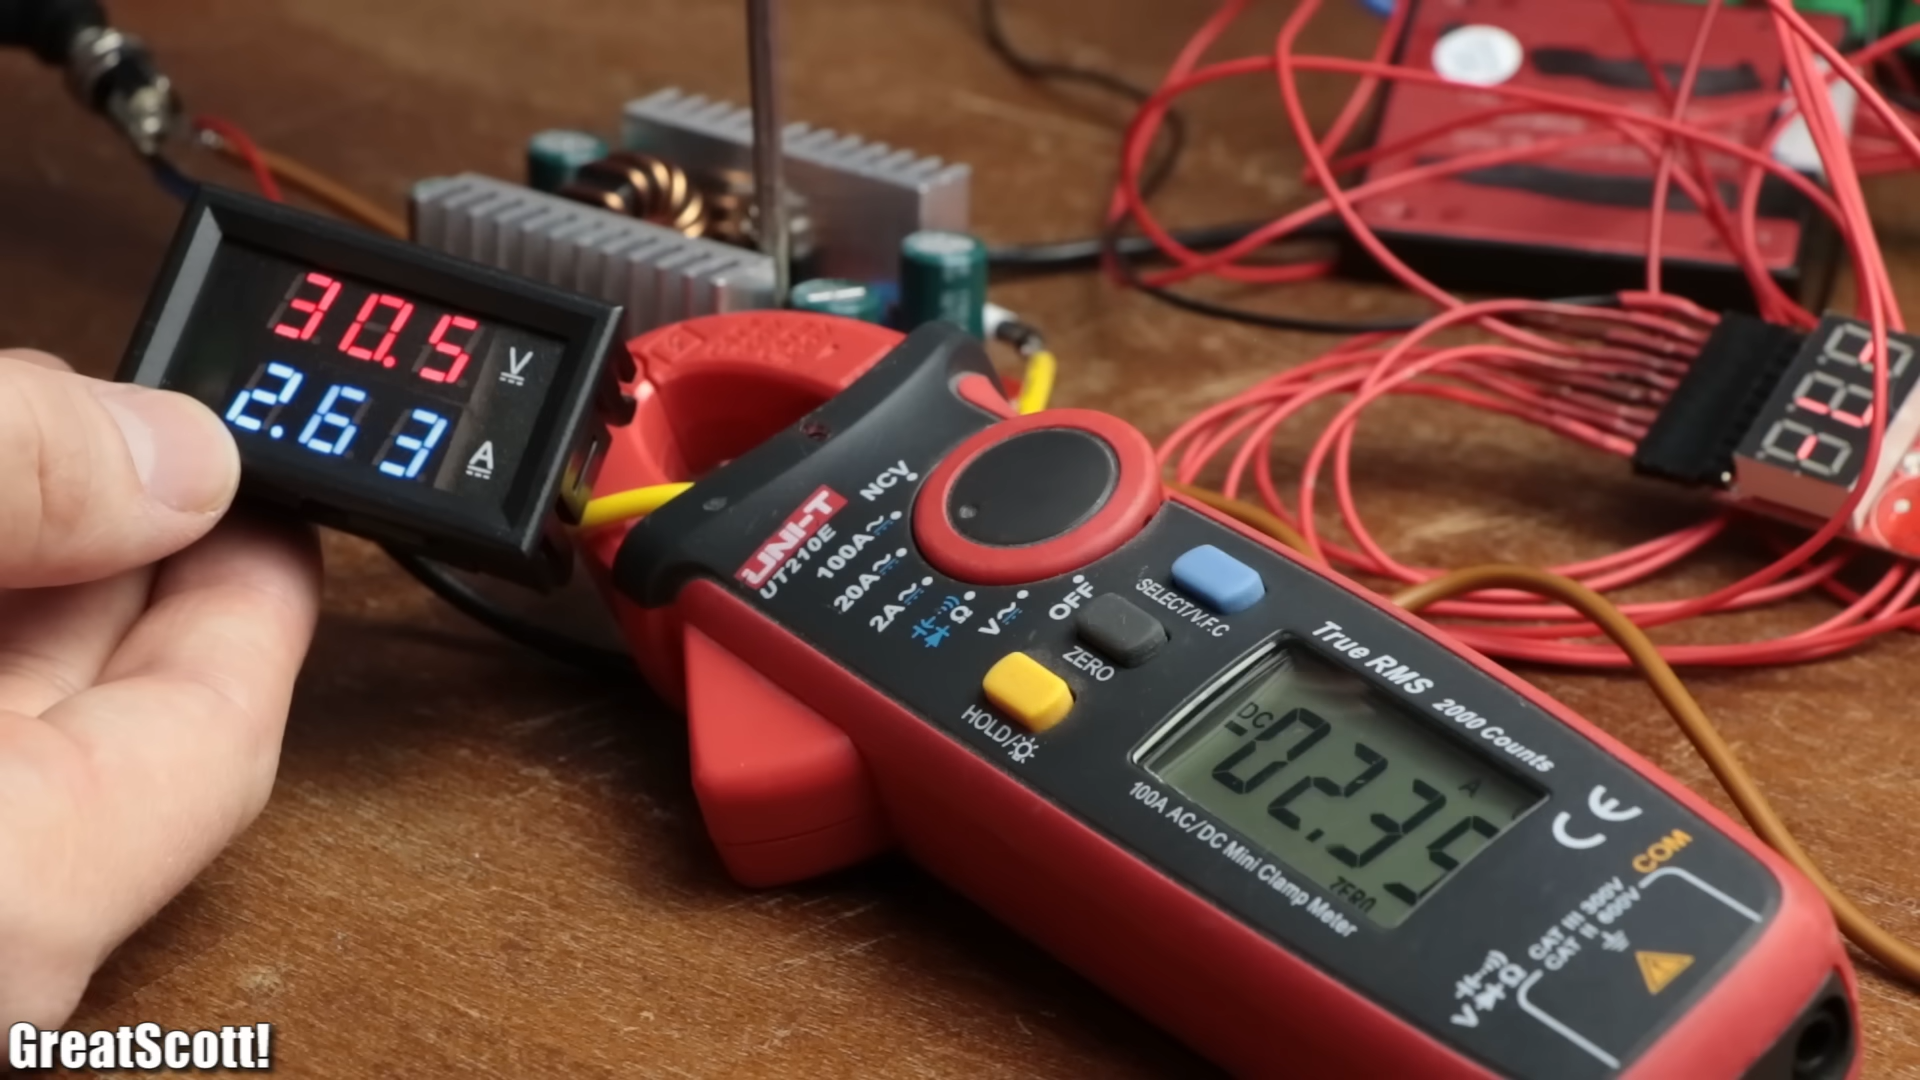 30.5 V
2.63 A
UNI-T
UT210E
NCV
100A
20A
2A
Ω
V
OFF
SELECT/V.F.C
ZERO
HOLD/
True RMS 2000 Counts
DC
A
02.35
ZERO
100A AC/DC Mini Clamp Meter
CE
COM
CAT III 300V
CAT II 600V
V Ω
GreatScott!